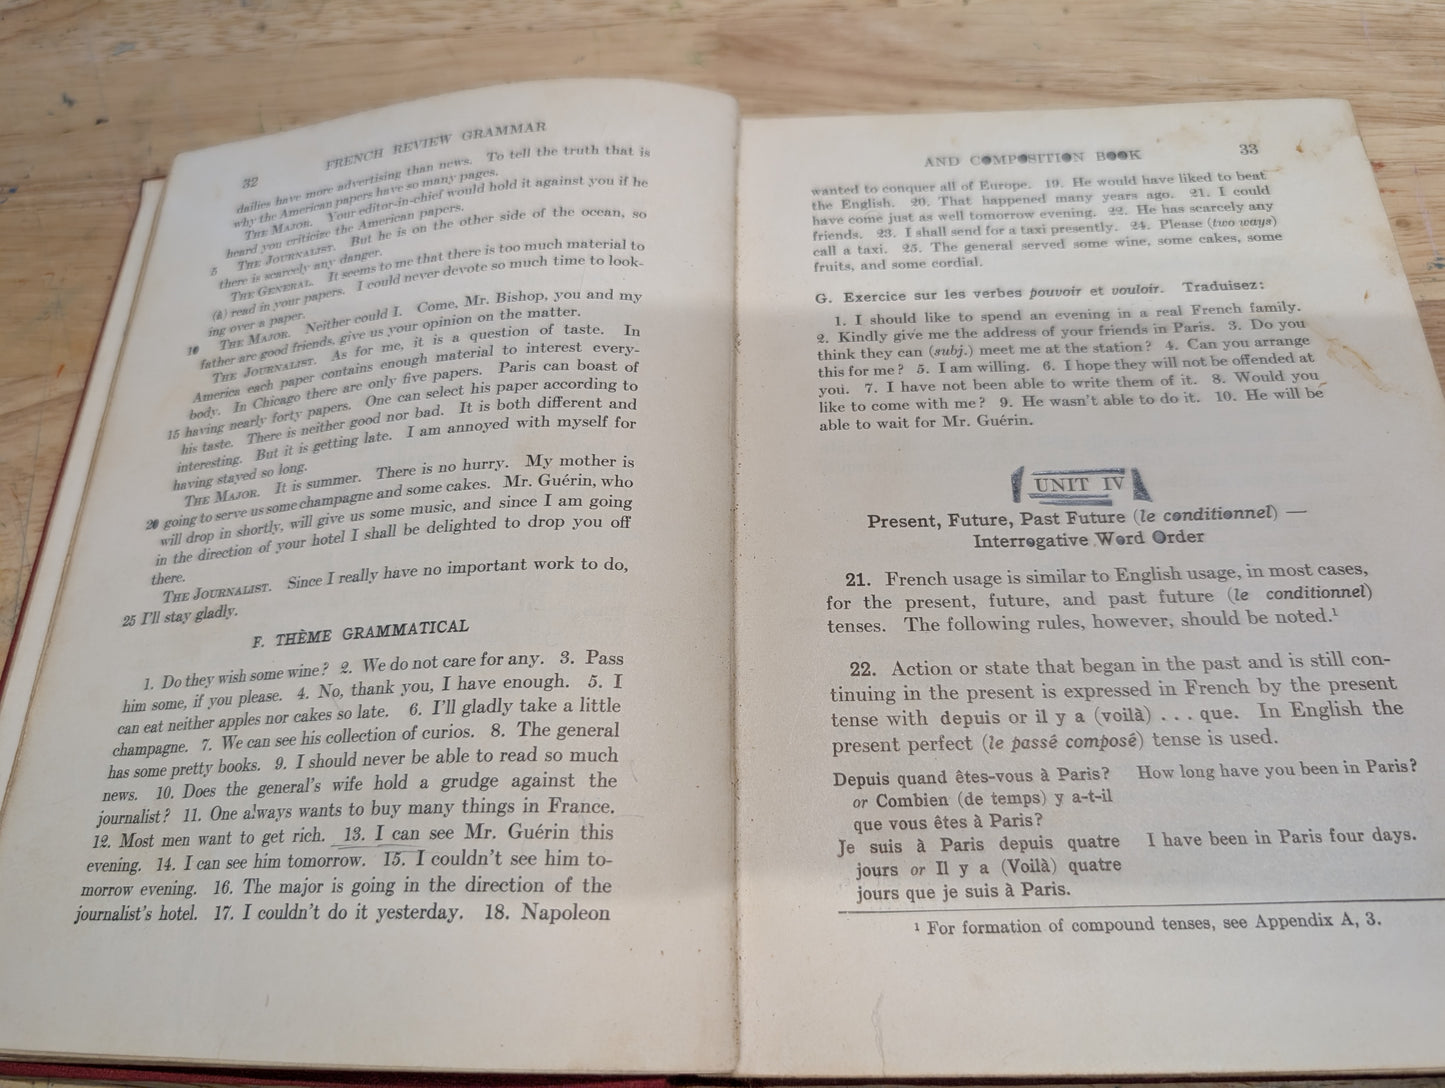 32
FRENCH REVIEW GRAMMAR
dailies have more advertising than news. To tell the truth that is
why the American papers have so many pages.
THE MAJOR. Your editor-in-chief would hold it against you if he
heard you criticize the American papers.
5 THE JOURNALIST. But he is on the other side of the ocean, so
there is scarcely any danger.
THE GENERAL. It seems to me that there is too much material to
(à) read in your papers. I could never devote so much time to look-
ing over a paper.
10 THE MAJOR. Neither could I. Come, Mr. Bishop, you and my
father are good friends, give us your opinion on the matter.
THE JOURNALIST. As for me, it is a question of taste. In
America each paper contains enough material to interest every-
body. In Chicago there are only five papers. Paris can boast of
15 having nearly forty papers. One can select his paper according to
his taste. There is neither good nor bad. It is both different and
interesting. But it is getting late. I am annoyed with myself for
having stayed so long.
THE MAJOR. It is summer. There is no hurry. My mother is
20 going to serve us some champagne and some cakes. Mr. Guérin, who
will drop in shortly, will give us some music, and since I am going
in the direction of your hotel I shall be delighted to drop you off
there.
THE JOURNALIST. Since I really have no important work to do,
25 I'll stay gladly.
F. THÈME GRAMMATICAL
1. Do they wish some wine? 2. We do not care for any. 3. Pass
him some, if you please. 4. No, thank you, I have enough. 5. I
can eat neither apples nor cakes so late. 6. I'll gladly take a little
champagne. 7. We can see his collection of curios. 8. The general
has some pretty books. 9. I should never be able to read so much
news. 10. Does the general's wife hold a grudge against the
journalist? 11. One always wants to buy many things in France.
12. Most men want to get rich. 13. I can see Mr. Guérin this
evening. 14. I can see him tomorrow. 15. I couldn't see him to-
morrow evening. 16. The major is going in the direction of the
journalist's hotel. 17. I couldn't do it yesterday. 18. Napoleon
AND COMPOSITION BOOK
33
wanted to conquer all of Europe. 19. He would have liked to beat
the English. 20. That happened many years ago. 21. I could
have come just as well tomorrow evening. 22. He has scarcely any
friends. 23. I shall send for a taxi presently. 24. Please (two ways)
call a taxi. 25. The general served some wine, some cakes, some
fruits, and some cordial.
G. Exercice sur les verbes pouvoir et vouloir. Traduisez:
1. I should like to spend an evening in a real French family.
2. Kindly give me the address of your friends in Paris. 3. Do you
think they can (subj.) meet me at the station? 4. Can you arrange
this for me? 5. I am willing. 6. I hope they will not be offended at
you. 7. I have not been able to write them of it. 8. Would you
like to come with me? 9. He wasn't able to do it. 10. He will be
able to wait for Mr. Guérin.
UNIT IV
Present, Future, Past Future (le conditionnel) —
Interrogative Word Order
21. French usage is similar to English usage, in most cases,
for the present, future, and past future (le conditionnel)
tenses. The following rules, however, should be noted.¹
22. Action or state that began in the past and is still con-
tinuing in the present is expressed in French by the present
tense with depuis or il y a (voilà) . . . que. In English the
present perfect (le passé composé) tense is used.
Depuis quand êtes-vous à Paris? How long have you been in Paris?
or Combien (de temps) y a-t-il
que vous êtes à Paris?
Je suis à Paris depuis quatre I have been in Paris four days.
jours or Il y a (Voilà) quatre
jours que je suis à Paris.
¹ For formation of compound tenses, see Appendix A, 3.